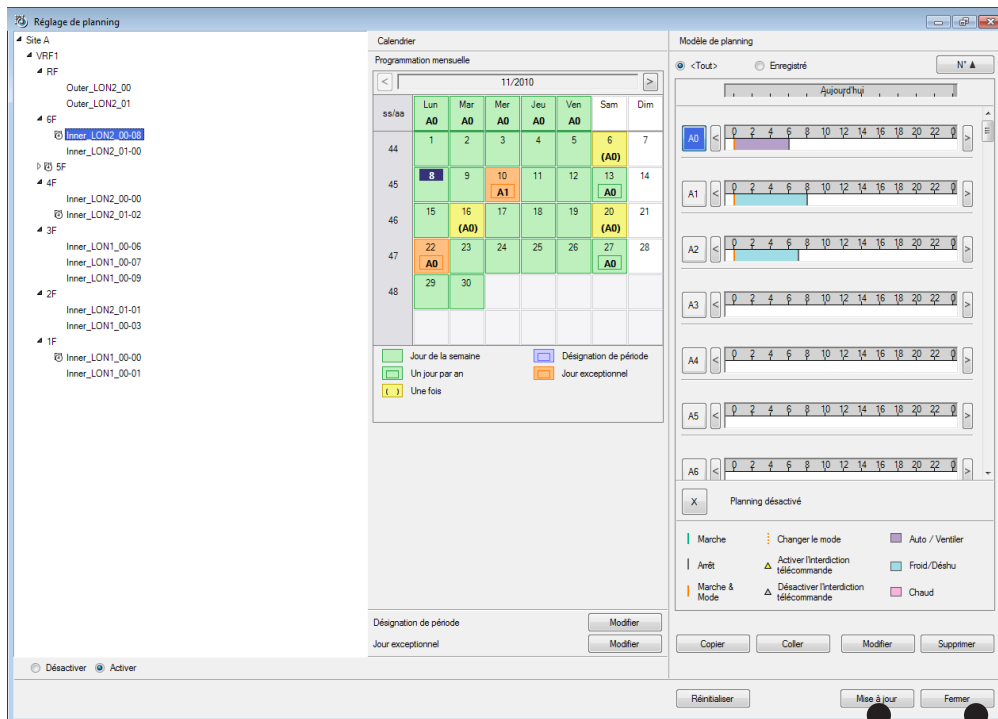 Réglage de planning
Site A
VRF1
RF
Outer_LON2_00
Outer_LON2_01
6F
Inner_LON2_00-08
Inner_LON2_01-00
5F
4F
Inner_LON2_00-00
Inner_LON2_01-02
3F
Inner_LON1_00-06
Inner_LON1_00-07
Inner_LON1_00-09
2F
Inner_LON2_01-01
Inner_LON1_00-03
1F
Inner_LON1_00-00
Inner_LON1_00-01
Désactiver Activer
Calendrier
Programmation mensuelle
< 11/2010 >
ss/aa Lun Mar Mer Jeu Ven Sam Dim
A0 A0 A0 A0 A0
44 1 2 3 4 5 6 7
(A0)
45 8 9 10 11 12 13 14
A1 A0
46 15 16 17 18 19 20 21
(A0) (A0)
47 22 23 24 25 26 27 28
A0 A0
48 29 30
Jour de la semaine Désignation de période
Un jour par an Jour exceptionnel
( ) Une fois
Désignation de période Modifier
Jour exceptionnel Modifier
Modèle de planning
<Tout> Enregistré N° ▲
Aujourd'hui
A0 < 0 2 4 6 8 10 12 14 16 18 20 22 0 >
A1 < 0 2 4 6 8 10 12 14 16 18 20 22 0 >
A2 < 0 2 4 6 8 10 12 14 16 18 20 22 0 >
A3 < 0 2 4 6 8 10 12 14 16 18 20 22 0 >
A4 < 0 2 4 6 8 10 12 14 16 18 20 22 0 >
A5 < 0 2 4 6 8 10 12 14 16 18 20 22 0 >
A6 < 0 2 4 6 8 10 12 14 16 18 20 22 0 >
X Planning désactivé
Marche Changer le mode Auto / Ventiler
Arrêt Activer l'interdiction télécommande Froid/Déshu
Marche & Mode Désactiver l'interdiction télécommande Chaud
Copier Coller Modifier Supprimer
Réinitialiser Mise à jour Fermer